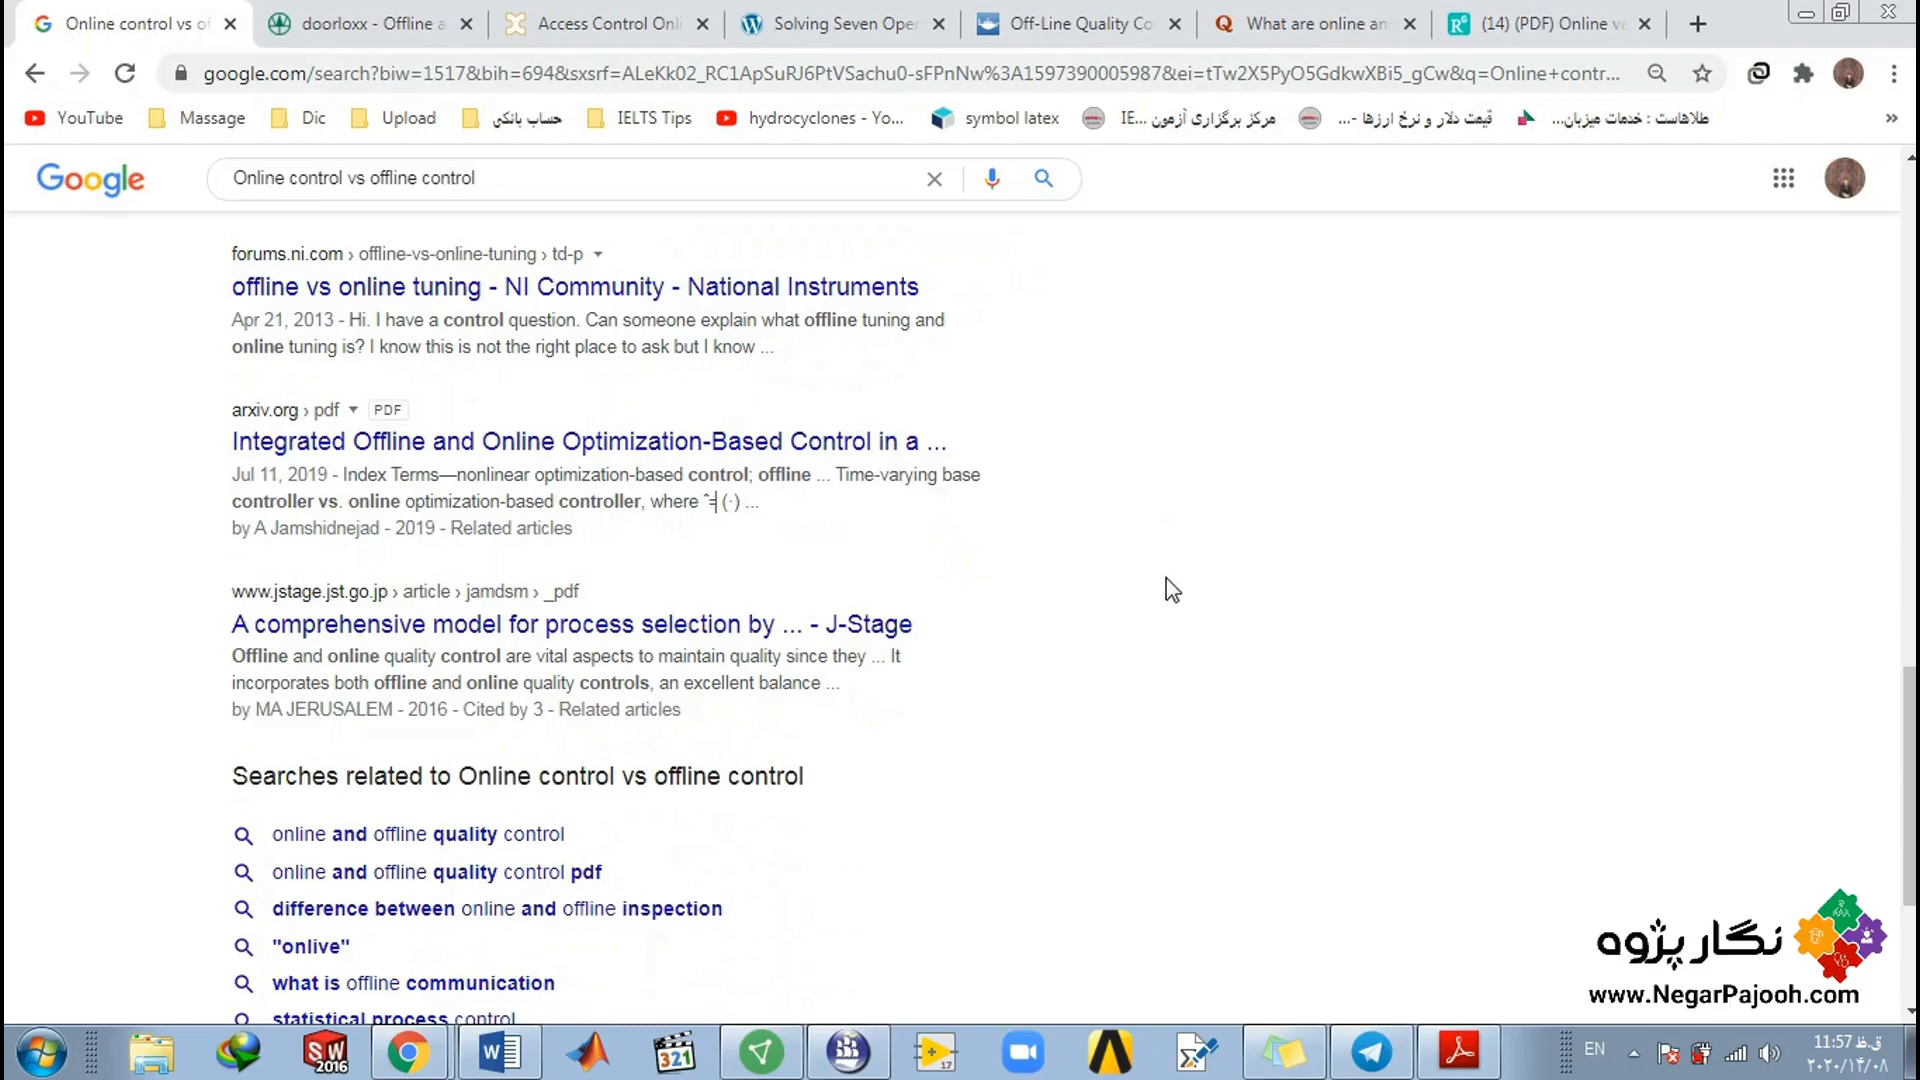 Online control vs of
doorloxx - Offline a
Access Control Onli
Solving Seven Oper
Off-Line Quality Co
What are online an
(14) (PDF) Online ve
google.com/search?biw=1517&bih=694&sxsrf=ALeKk02_RC1ApSuRJ6PtVSachu0-sFPnNw%3A1597390005987&ei=tTw2X5PyO5GdkwXBi5_gCw&q=Online+contr...
YouTube
Massage
Dic
Upload
حساب بانکی
IELTS Tips
hydrocyclones - Yo...
symbol latex
مرکز برگزاری آزمون IE...
قیمت دلار و نرخ ارزها -...
طلاهاست : خدمات میزبان...
Google
Online control vs offline control
forums.ni.com › offline-vs-online-tuning › td-p
offline vs online tuning - NI Community - National Instruments
Apr 21, 2013 - Hi. I have a control question. Can someone explain what offline tuning and
online tuning is? I know this is not the right place to ask but I know ...
arxiv.org › pdf PDF
Integrated Offline and Online Optimization-Based Control in a ...
Jul 11, 2019 - Index Terms—nonlinear optimization-based control; offline ... Time-varying base
controller vs. online optimization-based controller, where (·) ...
by A Jamshidnejad - 2019 - Related articles
www.jstage.jst.go.jp › article › jamdsm › _pdf
A comprehensive model for process selection by ... - J-Stage
Offline and online quality control are vital aspects to maintain quality since they ... It
incorporates both offline and online quality controls, an excellent balance ...
by MA JERUSALEM - 2016 - Cited by 3 - Related articles
Searches related to Online control vs offline control
online and offline quality control
online and offline quality control pdf
difference between online and offline inspection
"onlive"
what is offline communication
statistical process control
نگار پژوه
www.NegarPajooh.com
SW
2016
321
17
EN
11:57 ق.ظ
۲۰۲۰/۱۴/۰۸